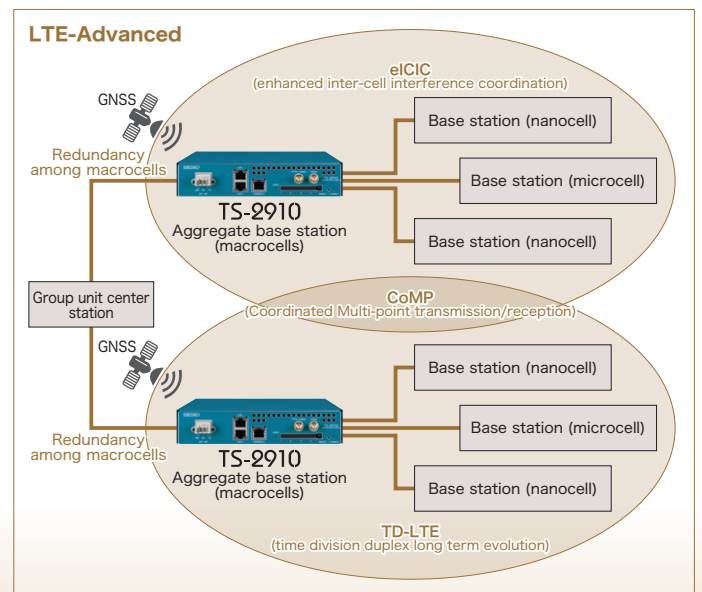 LTE-Advanced
eICIC
(enhanced inter-cell interference coordination)
GNSS
Base station (nanocell)
Redundancy
among macrocells
Base station (microcell)
TS-2910
Aggregate base station
(macrocells)
Base station (nanocell)
CoMP
(Coordinated Multi-point transmission/reception)
Group unit center
station
GNSS
Base station (nanocell)
Redundancy
among macrocells
Base station (microcell)
TS-2910
Aggregate base station
(macrocells)
Base station (nanocell)
TD-LTE
(time division duplex long term evolution)